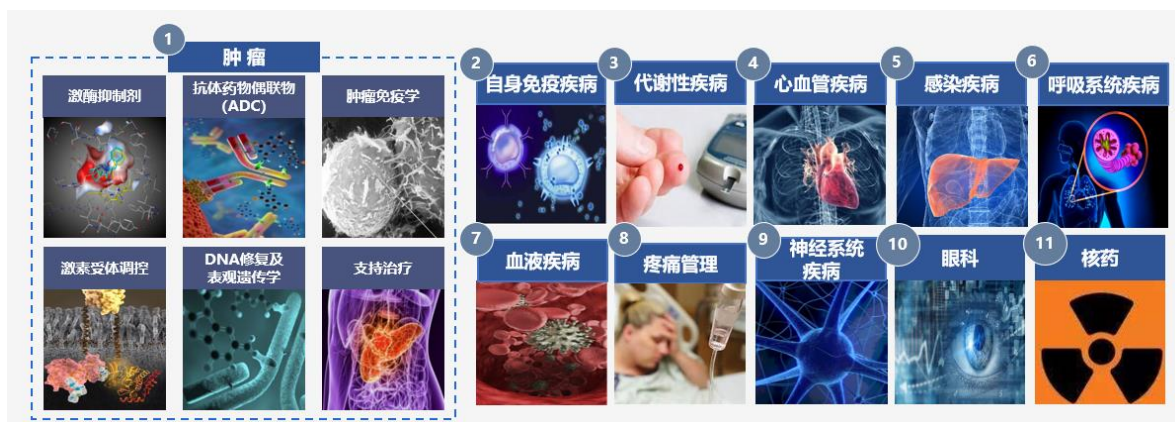 1
肿 瘤
激酶抑制剂
抗体药物偶联物
(ADC)
肿瘤免疫学
激素受体调控
DNA修复及
表观遗传学
支持治疗
2
自身免疫疾病
3
代谢性疾病
4
心血管疾病
5
感染疾病
6
呼吸系统疾病
7
血液疾病
8
疼痛管理
9
神经系统
疾病
10
眼科
11
核药